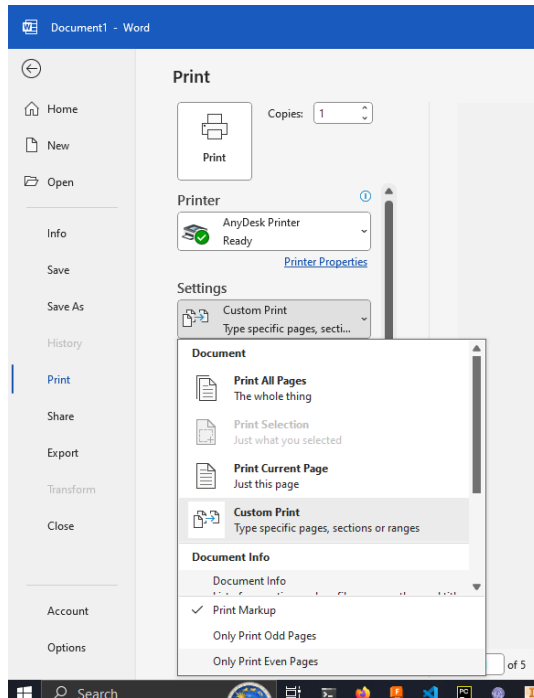 Document1 - Word
Print
Home
Copies: 1
New
Print
Open
Printer
Info
AnyDesk Printer
Ready
Printer Properties
Save
Settings
Save As
Custom Print
Type specific pages, secti...
History
Document
Print
Print All Pages
The whole thing
Share
Print Selection
Just what you selected
Export
Print Current Page
Just this page
Transform
Custom Print
Type specific pages, sections or ranges
Close
Document Info
Document Info
Print Markup
Account
Only Print Odd Pages
Options
Only Print Even Pages
of 5
Search